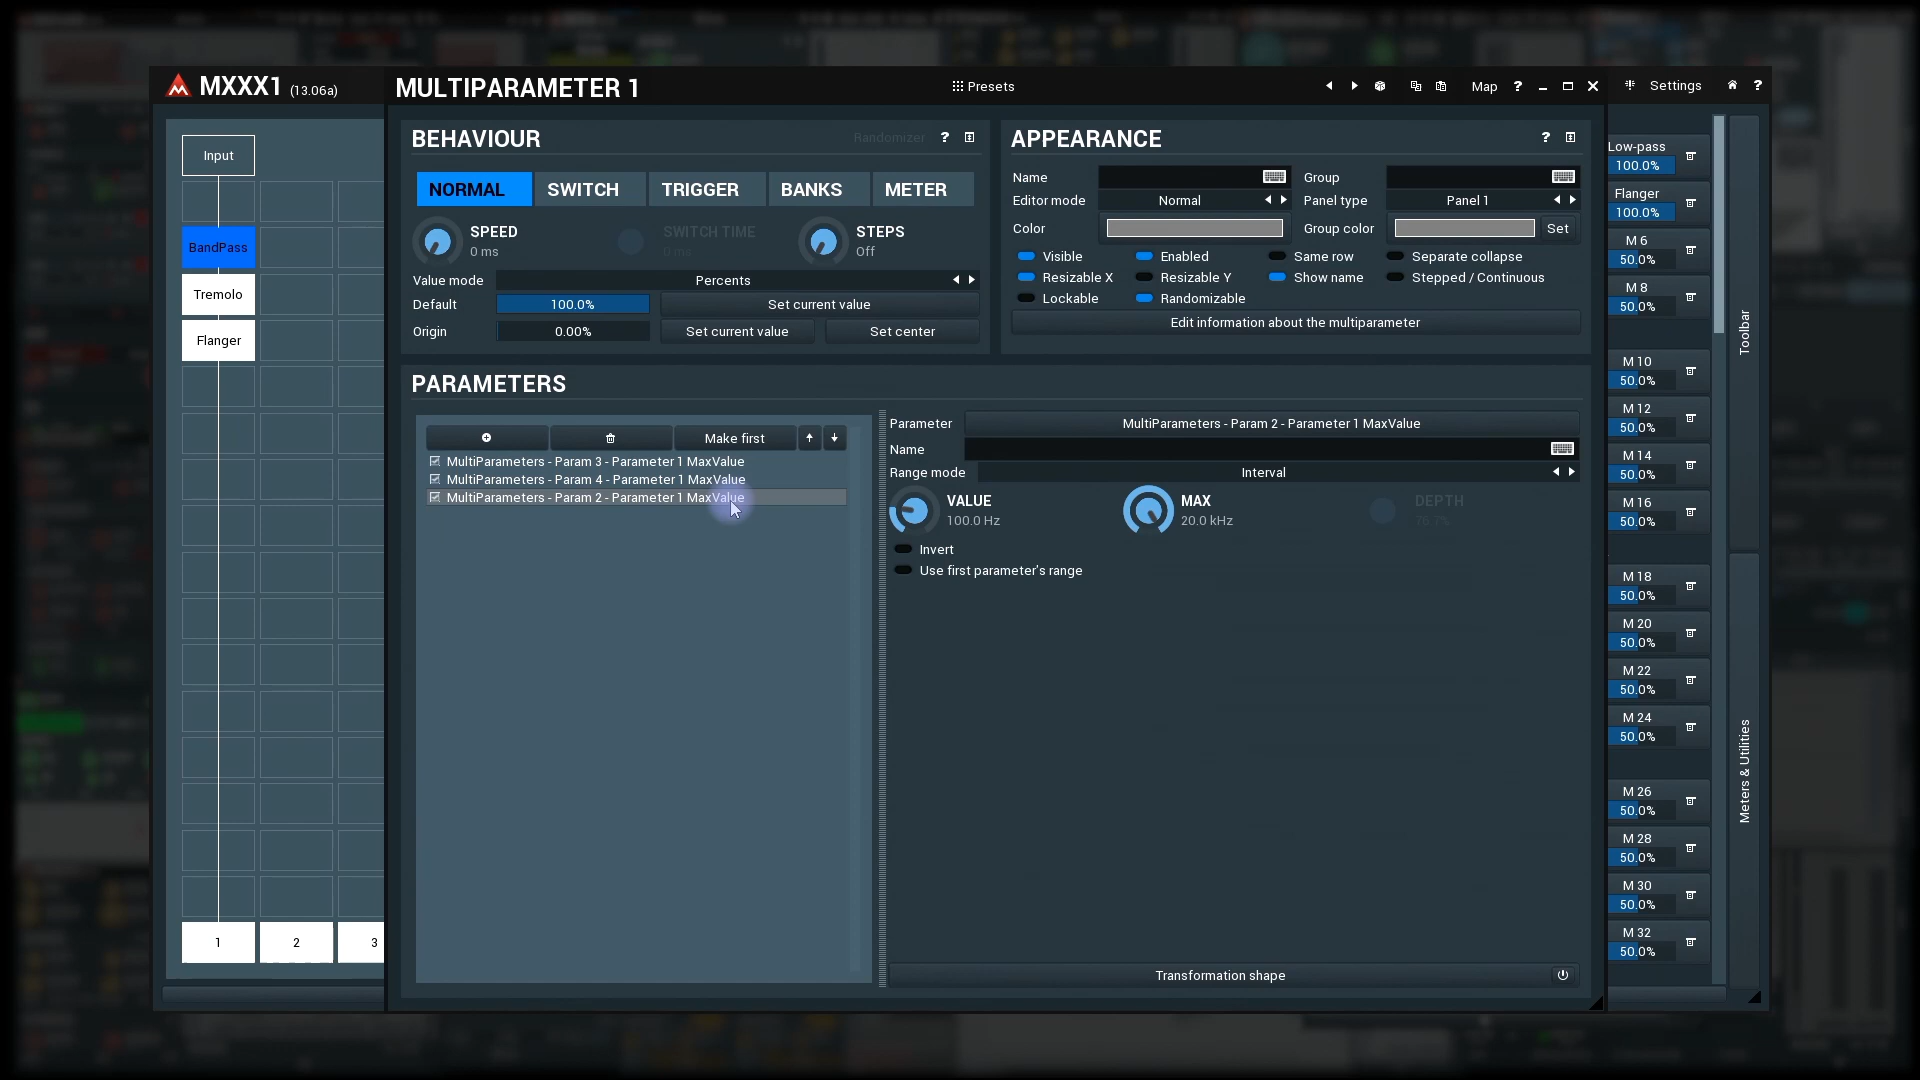 MXXX1 (13.06a)
MULTIPARAMETER 1
Presets
Map ?
Settings ?
Input
BandPass
Tremolo
Flanger
1 2 3
BEHAVIOUR
Randomizer ?
NORMAL SWITCH TRIGGER BANKS METER
SPEED
0 ms
SWITCH TIME
0 ms
STEPS
Off
Value mode Percents
Default 100.0% Set current value
Origin 0.00% Set current value Set center
APPEARANCE ?
Name Group
Editor mode Normal Panel type Panel 1
Color Group color Set
Visible Enabled Same row Separate collapse
Resizable X Resizable Y Show name Stepped / Continuous
Lockable Randomizable
Edit information about the multiparameter
PARAMETERS
Make first
MultiParameters - Param 3 - Parameter 1 MaxValue
MultiParameters - Param 4 - Parameter 1 MaxValue
MultiParameters - Param 2 - Parameter 1 MaxValue
Parameter MultiParameters - Param 2 - Parameter 1 MaxValue
Name
Range mode Interval
VALUE
100.0 Hz
MAX
20.0 kHz
DEPTH
76.7%
Invert
Use first parameter's range
Transformation shape
Low-pass
100.0%
Flanger
100.0%
M 6
50.0%
M 8
50.0%
M 10
50.0%
M 12
50.0%
M 14
50.0%
M 16
50.0%
M 18
50.0%
M 20
50.0%
M 22
50.0%
M 24
50.0%
M 26
50.0%
M 28
50.0%
M 30
50.0%
M 32
50.0%
Toolbar
Meters & Utilities